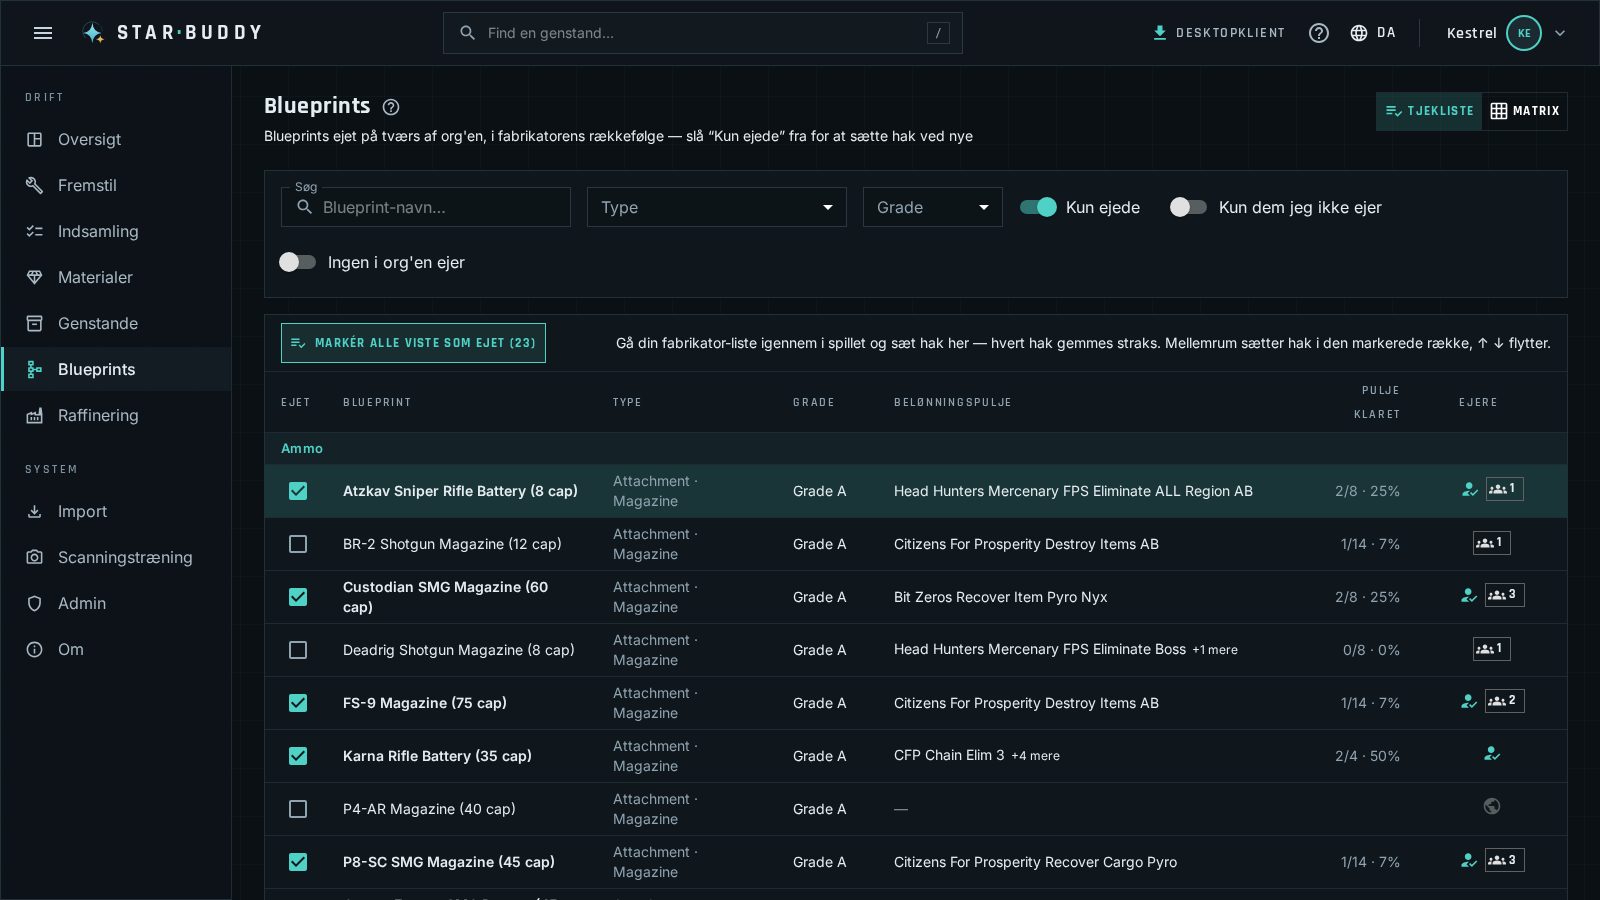 STAR·BUDDY
Find en genstand...
/
DESKTOPKLIENT
DA
Kestrel
KE
DRIFT
Oversigt
Fremstil
Indsamling
Materialer
Genstande
Blueprints
Raffinering
SYSTEM
Import
Scanningstræning
Admin
Om
Blueprints
Blueprints ejet på tværs af org'en, i fabrikatorens rækkefølge — slå “Kun ejede” fra for at sætte hak ved nye
TJEKLISTE
MATRIX
Søg
Blueprint-navn...
Type
Grade
Kun ejede
Kun dem jeg ikke ejer
Ingen i org'en ejer
MARKÉR ALLE VISTE SOM EJET (23)
Gå din fabrikator-liste igennem i spillet og sæt hak her — hvert hak gemmes straks. Mellemrum sætter hak i den markerede række, ↑ ↓ flytter.
EJET BLUEPRINT TYPE GRADE BELØNNINGSPULJE PULJE KLARET EJERE
Ammo
Atzkav Sniper Rifle Battery (8 cap) Attachment · Magazine Grade A Head Hunters Mercenary FPS Eliminate ALL Region AB 2/8 · 25% 1
BR-2 Shotgun Magazine (12 cap) Attachment · Magazine Grade A Citizens For Prosperity Destroy Items AB 1/14 · 7% 1
Custodian SMG Magazine (60 cap) Attachment · Magazine Grade A Bit Zeros Recover Item Pyro Nyx 2/8 · 25% 3
Deadrig Shotgun Magazine (8 cap) Attachment · Magazine Grade A Head Hunters Mercenary FPS Eliminate Boss +1 mere 0/8 · 0% 1
FS-9 Magazine (75 cap) Attachment · Magazine Grade A Citizens For Prosperity Destroy Items AB 1/14 · 7% 2
Karna Rifle Battery (35 cap) Attachment · Magazine Grade A CFP Chain Elim 3 +4 mere 2/4 · 50%
P4-AR Magazine (40 cap) Attachment · Magazine Grade A —
P8-SC SMG Magazine (45 cap) Attachment · Magazine Grade A Citizens For Prosperity Recover Cargo Pyro 1/14 · 7% 3